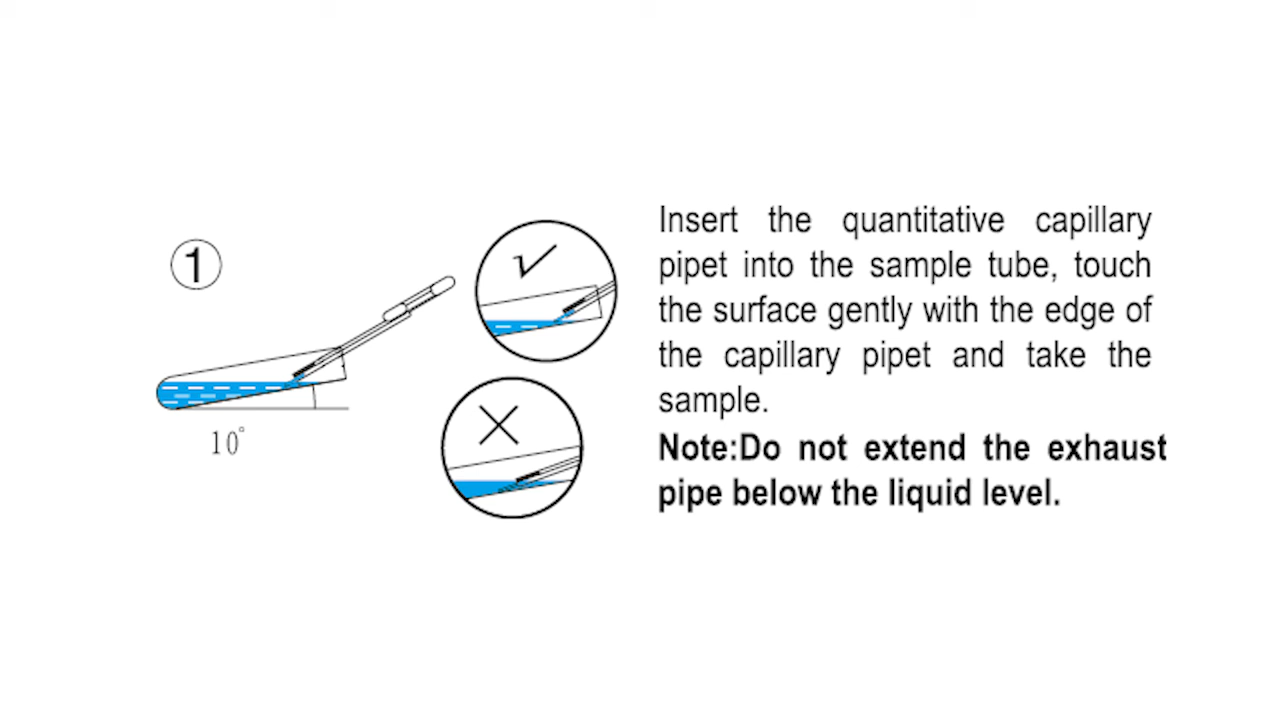 1
10°
Insert the quantitative capillary
pipet into the sample tube, touch
the surface gently with the edge of
the capillary pipet and take the
sample.
Note:Do not extend the exhaust
pipe below the liquid level.